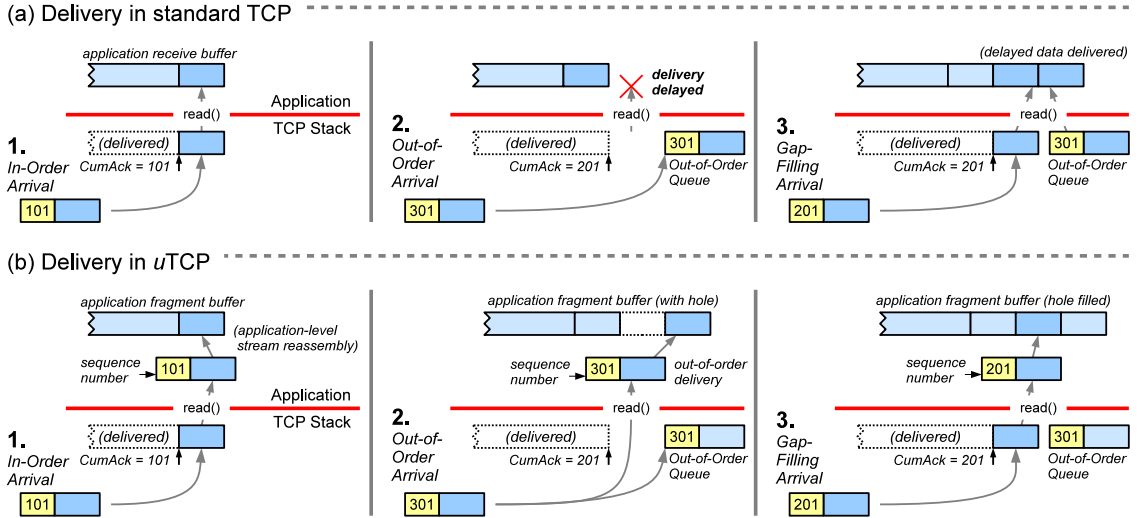 (a) Delivery in standard TCP
application receive buffer
read()
Application
TCP Stack
1.
In-Order
Arrival
(delivered)
CumAck = 101
101
delivery
delayed
read()
2.
Out-of-
Order
Arrival
(delivered)
CumAck = 201
301
Out-of-Order
Queue
301
(delayed data delivered)
read()
3.
Gap-
Filling
Arrival
(delivered)
CumAck = 201
301
Out-of-Order
Queue
201
(b) Delivery in uTCP
application fragment buffer
(application-level
stream reassembly)
sequence
number
101
read()
Application
TCP Stack
1.
In-Order
Arrival
(delivered)
CumAck = 101
101
application fragment buffer (with hole)
sequence
number
301
out-of-order
delivery
read()
2.
Out-of-
Order
Arrival
(delivered)
CumAck = 201
301
Out-of-Order
Queue
301
application fragment buffer (hole filled)
sequence
number
201
read()
3.
Gap-
Filling
Arrival
(delivered)
CumAck = 201
301
Out-of-Order
Queue
201